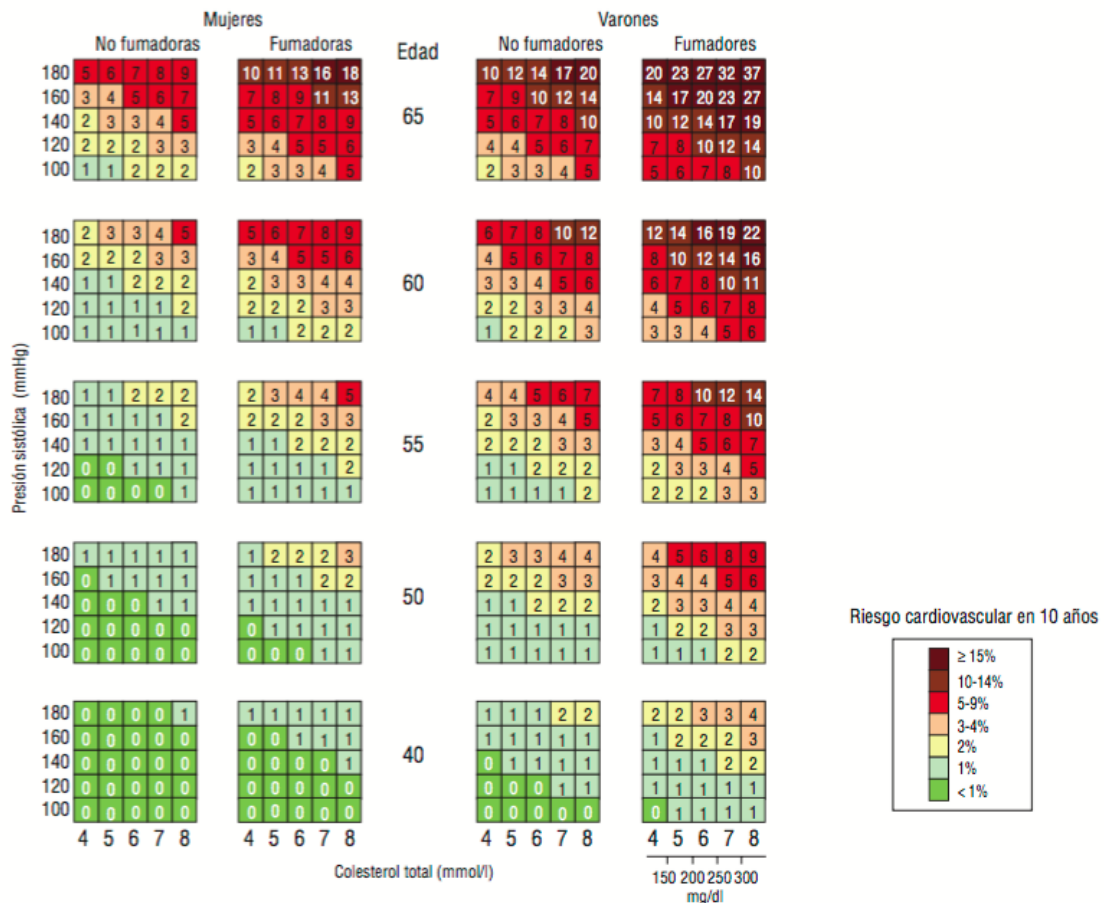 Mujeres Varones
No fumadoras Fumadoras Edad No fumadores Fumadores
180 5 6 7 8 9 10 11 13 16 18 10 12 14 17 20 20 23 27 32 37
160 3 4 5 6 7 7 8 9 11 13 7 9 10 12 14 14 17 20 23 27
65
140 2 3 3 4 5 5 6 7 8 9 5 6 7 8 10 10 12 14 17 19
120 2 2 2 3 3 3 4 5 5 6 4 4 5 6 7 7 8 10 12 14
100 1 1 2 2 2 2 3 3 4 5 2 3 3 4 5 5 6 7 8 10
180 2 3 3 4 5 5 6 7 8 9 6 7 8 10 12 12 14 16 19 22
160 2 2 2 3 3 3 4 5 5 6 4 5 6 7 8 8 10 12 14 16
60
140 1 1 2 2 2 2 3 3 4 4 3 3 4 5 6 6 7 8 10 11
120 1 1 1 1 2 2 2 2 3 3 2 2 3 3 4 4 5 6 7 8
100 1 1 1 1 1 1 1 2 2 2 1 2 2 2 3 3 3 4 5 6
Presión sistólica (mmHg)
180 1 1 2 2 2 2 3 4 4 5 4 4 5 6 7 7 8 10 12 14
160 1 1 1 1 2 2 2 2 3 3 2 3 3 4 5 5 6 7 8 10
55
140 1 1 1 1 1 1 1 2 2 2 2 2 2 3 3 3 4 5 6 7
120 0 0 1 1 1 1 1 1 1 2 1 1 2 2 2 2 3 3 4 5
100 0 0 0 0 1 1 1 1 1 1 1 1 1 1 2 2 2 2 3 3
180 1 1 1 1 1 1 2 2 2 3 2 3 3 4 4 4 5 6 8 9
160 0 1 1 1 1 1 1 1 2 2 2 2 2 3 3 3 4 4 5 6
50
140 0 0 0 1 1 1 1 1 1 1 1 1 2 2 2 2 3 3 4 4
120 0 0 0 0 0 0 1 1 1 1 1 1 1 1 1 1 2 2 3 3
100 0 0 0 0 0 0 0 0 1 1 1 1 1 1 1 1 1 1 2 2
180 0 0 0 0 1 1 1 1 1 1 1 1 1 2 2 2 2 3 3 4
160 0 0 0 0 0 0 0 1 1 1 1 1 1 1 1 1 2 2 2 3
40
140 0 0 0 0 0 0 0 0 0 1 0 1 1 1 1 1 1 1 2 2
120 0 0 0 0 0 0 0 0 0 0 0 0 0 1 1 1 1 1 1 1
100 0 0 0 0 0 0 0 0 0 0 0 0 0 0 0 0 1 1 1 1
4 5 6 7 8 4 5 6 7 8 4 5 6 7 8 4 5 6 7 8
Colesterol total (mmol/l)
150 200 250 300
mg/dl
Riesgo cardiovascular en 10 años
≥ 15%
10-14%
5-9%
3-4%
2%
1%
< 1%